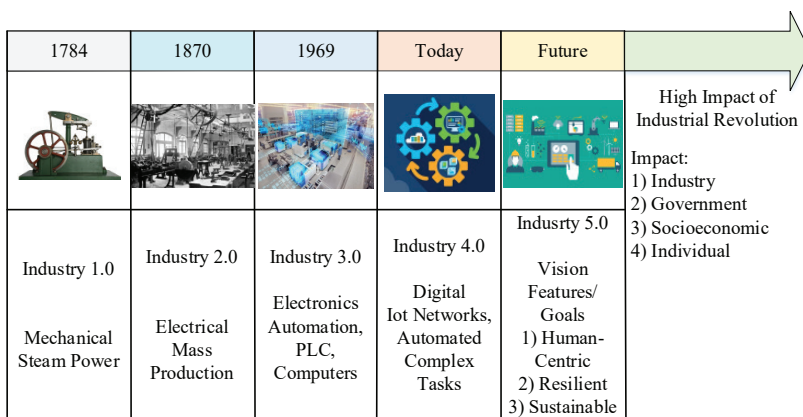 1784
1870
1969
Today
Future
High Impact of
Industrial Revolution
Impact:
1) Industry
2) Government
3) Socioeconomic
4) Individual
Industry 1.0
Mechanical
Steam Power
Industry 2.0
Electrical
Mass
Production
Industry 3.0
Electronics
Automation,
PLC,
Computers
Industry 4.0
Digital
Iot Networks,
Automated
Complex
Tasks
Indusrty 5.0
Vision
Features/
Goals
1) Human-
Centric
2) Resilient
3) Sustainable